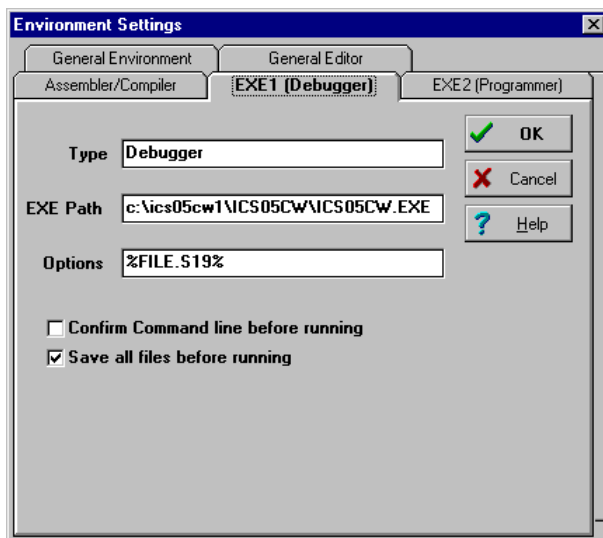 Environment Settings
General Environment
General Editor
Assembler/Compiler
EXE1 (Debugger)
EXE2 (Programmer)
Type
Debugger
EXE Path
c:\ics05cw1\ICS05CW\ICS05CW.EXE
Options
%FILE.S19%
Confirm Command line before running
Save all files before running
OK
Cancel
Help